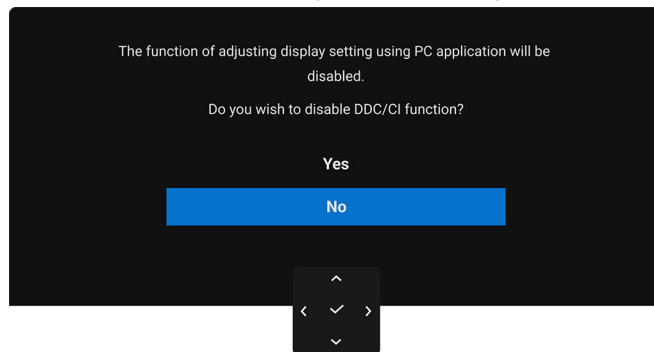 The function of adjusting display setting using PC application will be
disabled.
Do you wish to disable DDC/CI function?
Yes
No